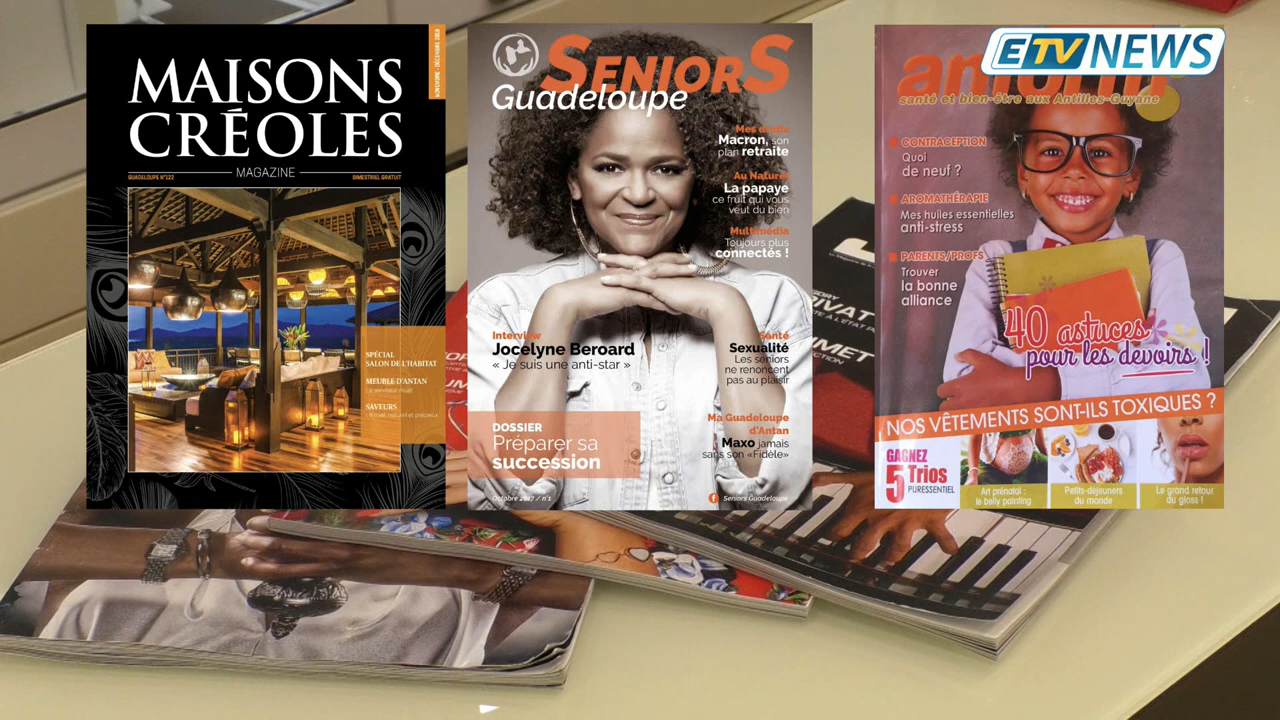 MAISONS
CRÉOLES
MAGAZINE
GUADELOUPE N°122
BIMESTRIEL GRATUIT
SPÉCIAL
SALON DE L'HABITAT
MEUBLE D'ANTAN
SAVEURS
SENIORS
Guadeloupe
Mes droits
Macron, son
plan retraite
Au Naturel
La papaye
ce fruit qui vous
veut du bien
Multimédia
Toujours plus
connectés !
Interview
Jocelyne Beroard
« Je suis une anti-star »
Santé
Sexualité
Les séniors
ne renoncent
pas au plaisir
DOSSIER
Préparer sa
succession
Ma Guadeloupe
d'Antan
Maxo jamais
sans son «Fidèle»
Octobre 2017 / n°1
Seniors Guadeloupe
ETV NEWS
santé et bien-être aux Antilles-Guyane
CONTRACEPTION
Quoi
de neuf ?
AROMATHÉRAPIE
Mes huiles essentielles
anti-stress
PARENTS/PROFS
Trouver
la bonne
alliance
40 astuces
pour les devoirs !
NOS VÊTEMENTS SONT-ILS TOXIQUES ?
GAGNEZ
5 Trios
PURESSENTIEL
Art prénatal :
le belly painting
Petits-déjeuners
du monde
Le grand retour
du gloss !